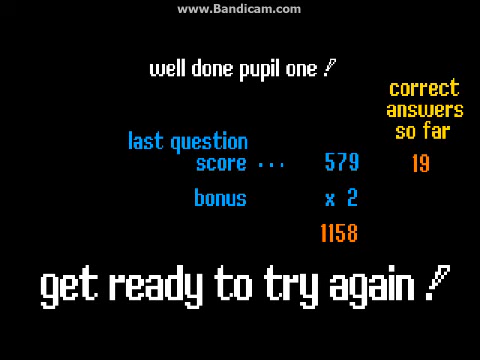 www.Bandicam.com
well done pupil one !
correct
answers
so far
19
last question
score ... 579
bonus x 2
1158
get ready to try again !